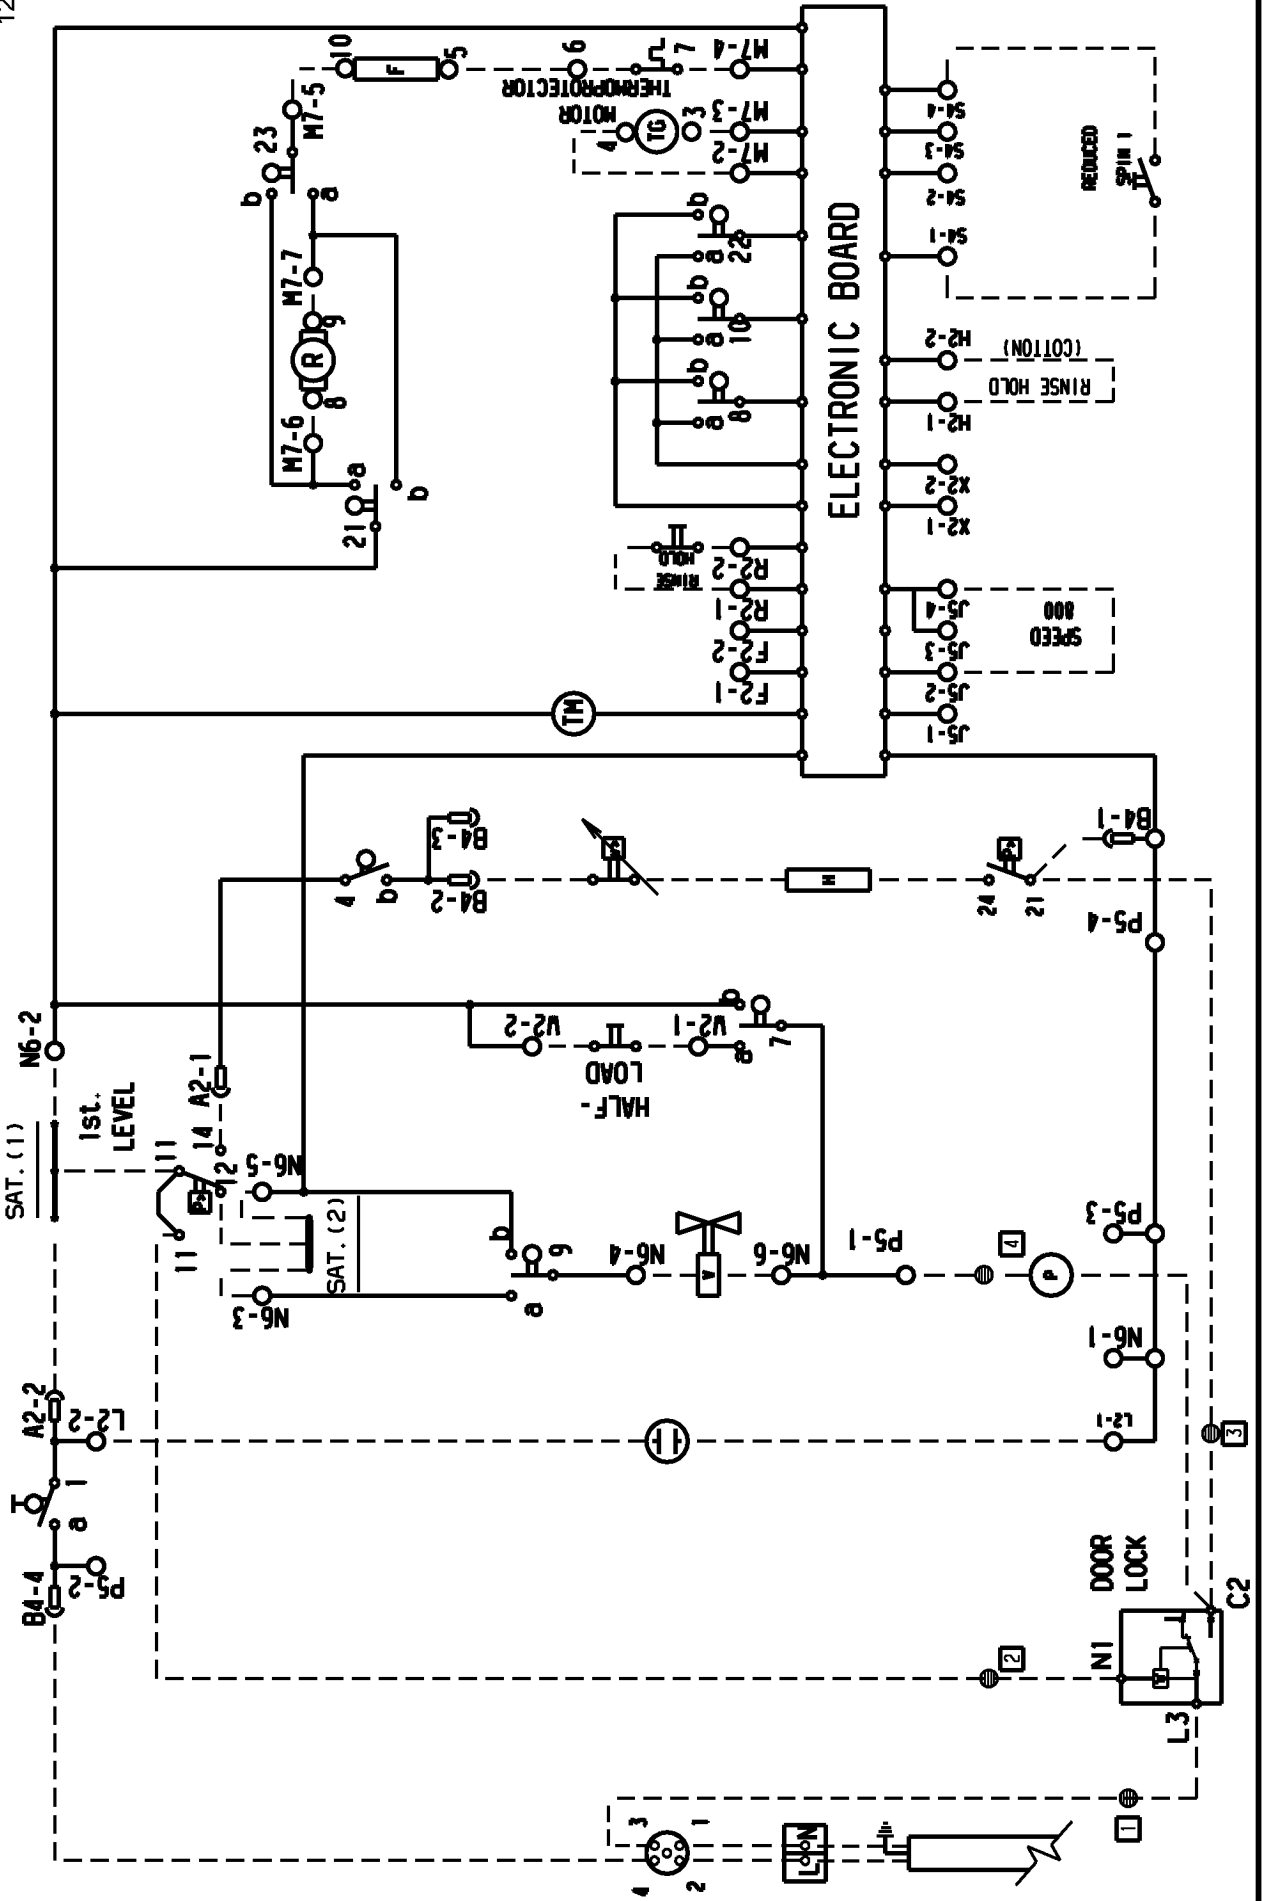 12
B4-4
P5-2
a
1
A2-2
L2-2
SAT.(1)
N6-2
1st.
LEVEL
11
11
14
A2-1
12
P>
N6-5
N6-3
SAT.(2)
b
a
9
N6-4
V
N6-6
P5-1
4
P
HALF-
LOAD
V2-2
V2-1
b
a
7
4
b
B4-3
B4-2
H
24
21
B4-1
P5-4
P5-3
N6-1
L2-1
3
DOOR
LOCK
C2
N1
L3
2
1
3
1
4
2
L
N
TM
21
a
b
M7-6
8
R
9
M7-7
b
a
23
M7-5
10
F
5
6
THERMOPROTECTOR
7
M7-4
MOTOR
4
TG
3
M7-3
M7-2
b
a
22
b
a
10
b
a
8
RINSE
HOLD
R2-2
R2-1
F2-2
F2-1
ELECTRONIC BOARD
S4-4
S4-3
S4-2
S4-1
REDUCED
SPIN 1
H2-2
(COTTON)
RINSE HOLD
H2-1
X2-2
X2-1
J5-4
J5-3
J5-2
J5-1
800
SPEED